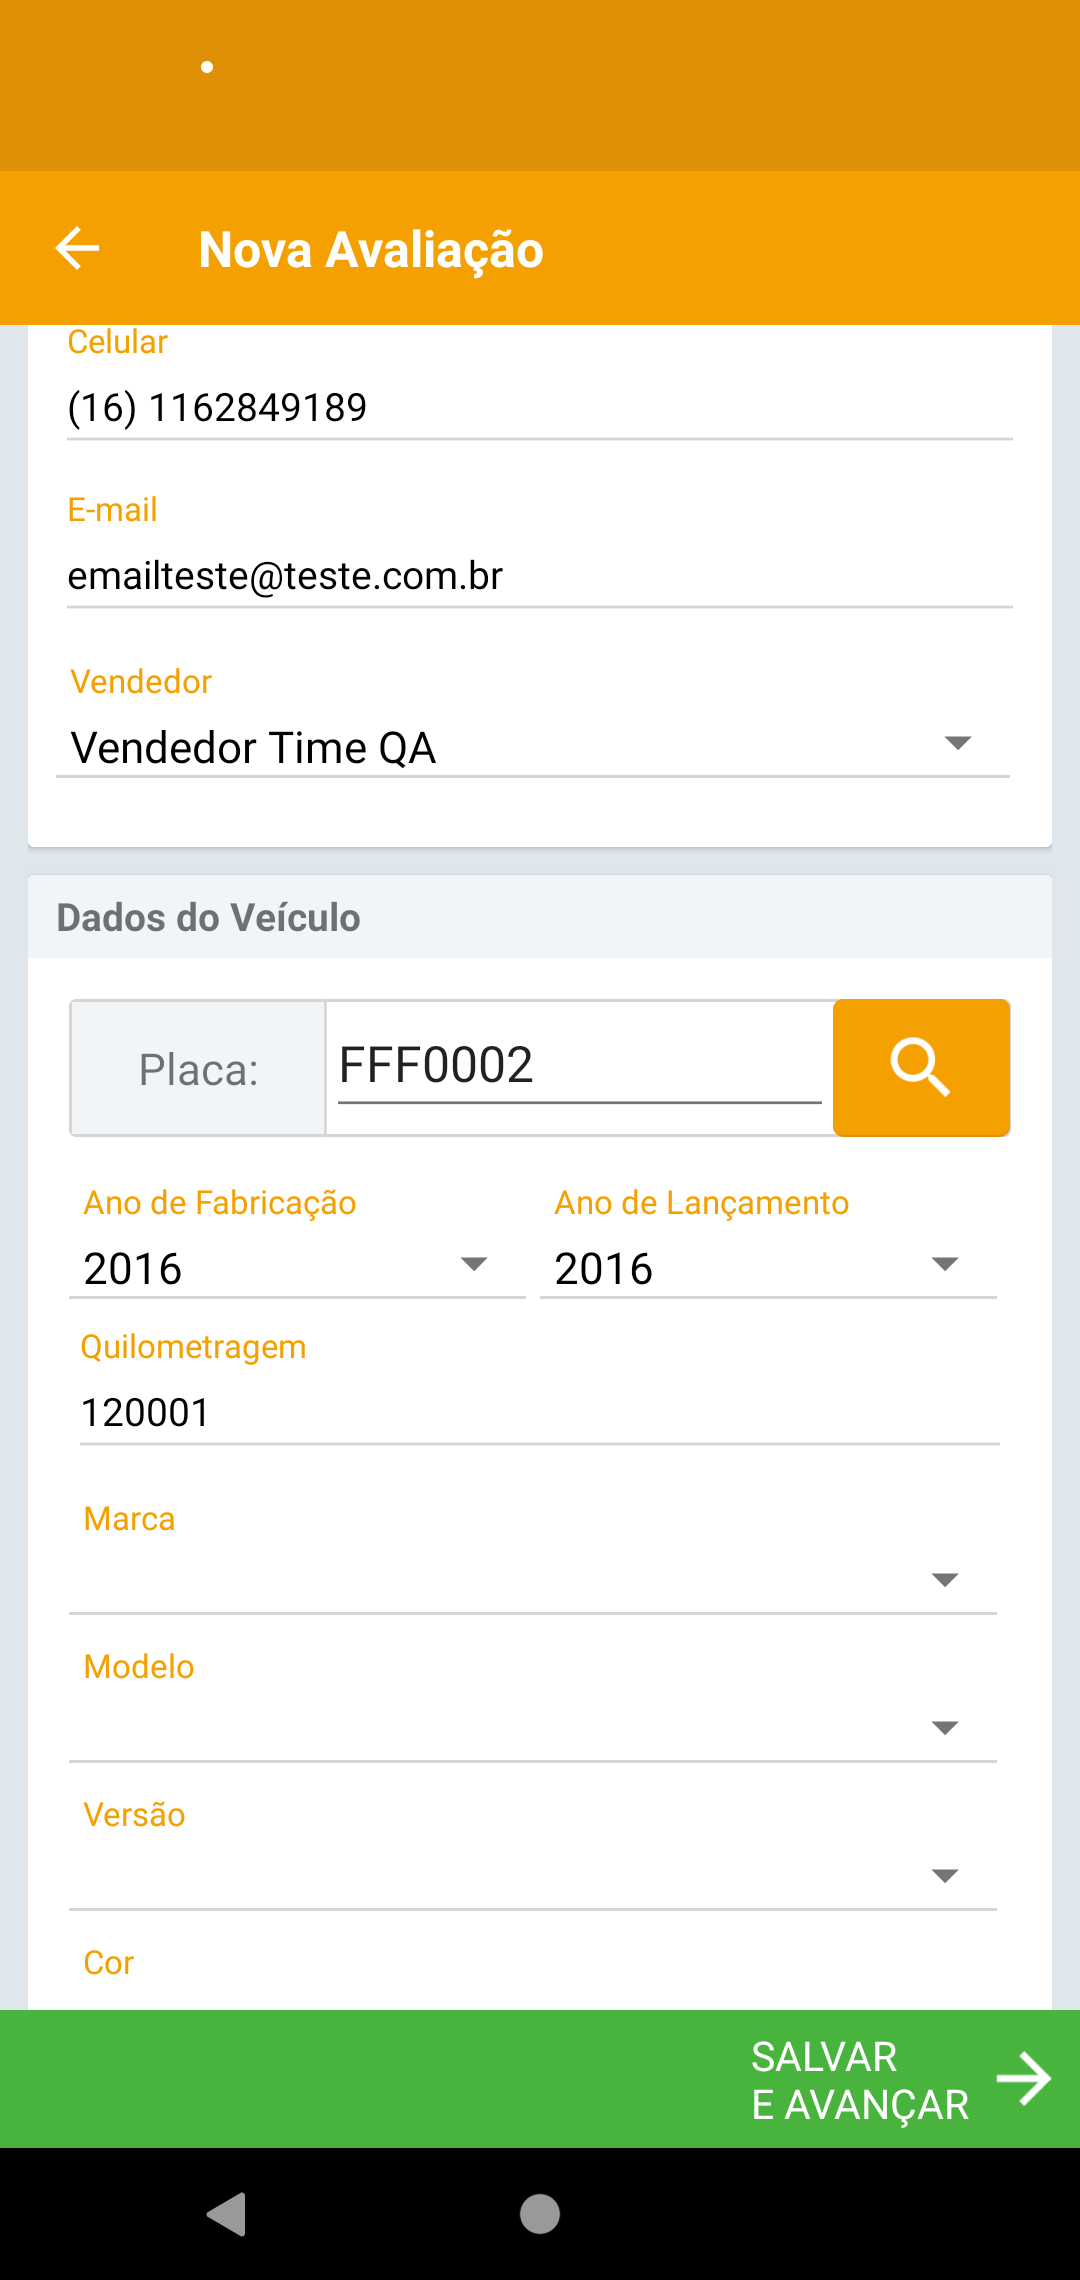 Nova Avaliação
Celular
(16) 1162849189
E-mail
emailteste@teste.com.br
Vendedor
Vendedor Time QA
Dados do Veículo
Placa: FFF0002
Ano de Fabricação Ano de Lançamento
2016 2016
Quilometragem
120001
Marca
Modelo
Versão
Cor
SALVAR
E AVANÇAR